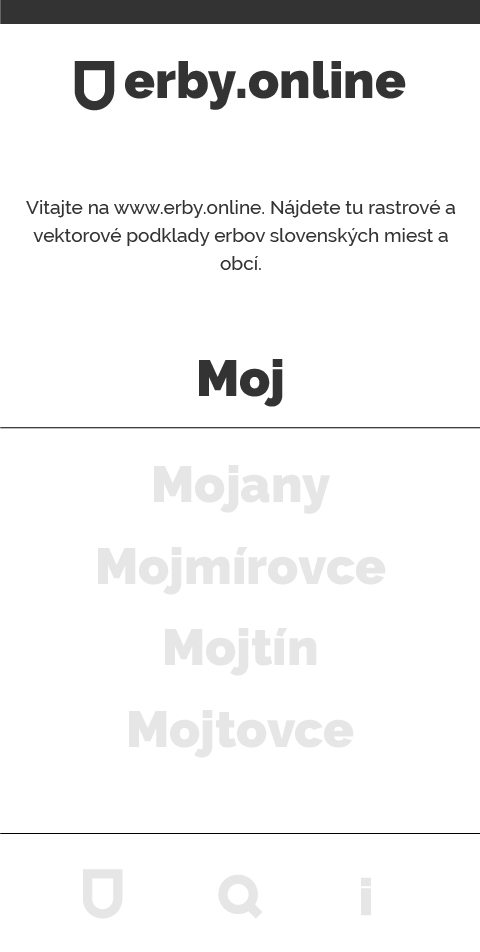 erby.online
Vitajte na www.erby.online. Nájdete tu rastrové a
vektorové podklady erbov slovenských miest a
obcí.
Moj
Mojany
Mojmírovce
Mojtín
Mojtovce